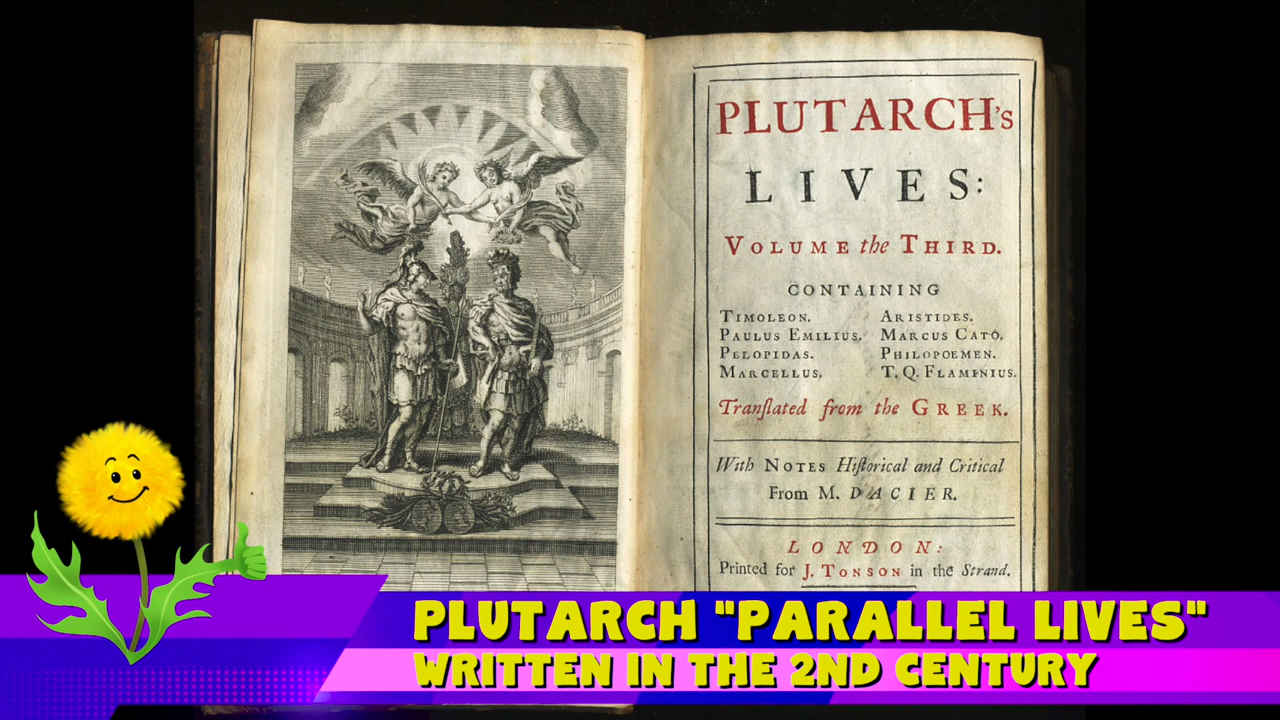 PLUTARCH's
LIVES:
VOLUME the THIRD.
CONTAINING
TIMOLEON. ARISTIDES.
PAULUS EMILIUS. MARCUS CATO.
PELOPIDAS. PHILOPOEMEN.
MARCELLUS, T. Q. FLAMINIUS.
Tranſlated from the GREEK.
With NOTES Hiſtorical and Critical
From M. DACIER.
LONDON:
Printed for J. TONSON in the Strand.
PLUTARCH "PARALLEL LIVES"
WRITTEN IN THE 2ND CENTURY